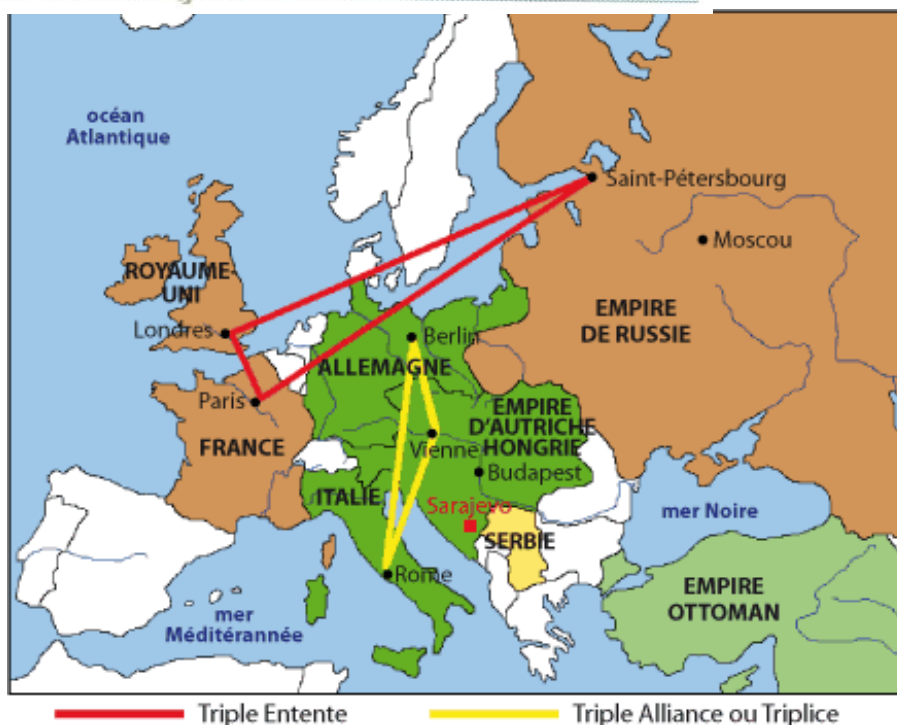 océan
Atlantique
Saint-Pétersbourg
Moscou
ROYAUME-
UNI
EMPIRE
DE RUSSIE
Londres
Berlin
ALLEMAGNE
Paris
EMPIRE
D'AUTRICHE
HONGRIE
FRANCE
Vienne
Budapest
ITALIE
Sarajevo
mer Noire
SERBIE
Rome
EMPIRE
OTTOMAN
mer
Méditérannée
Triple Entente
Triple Alliance ou Triplice